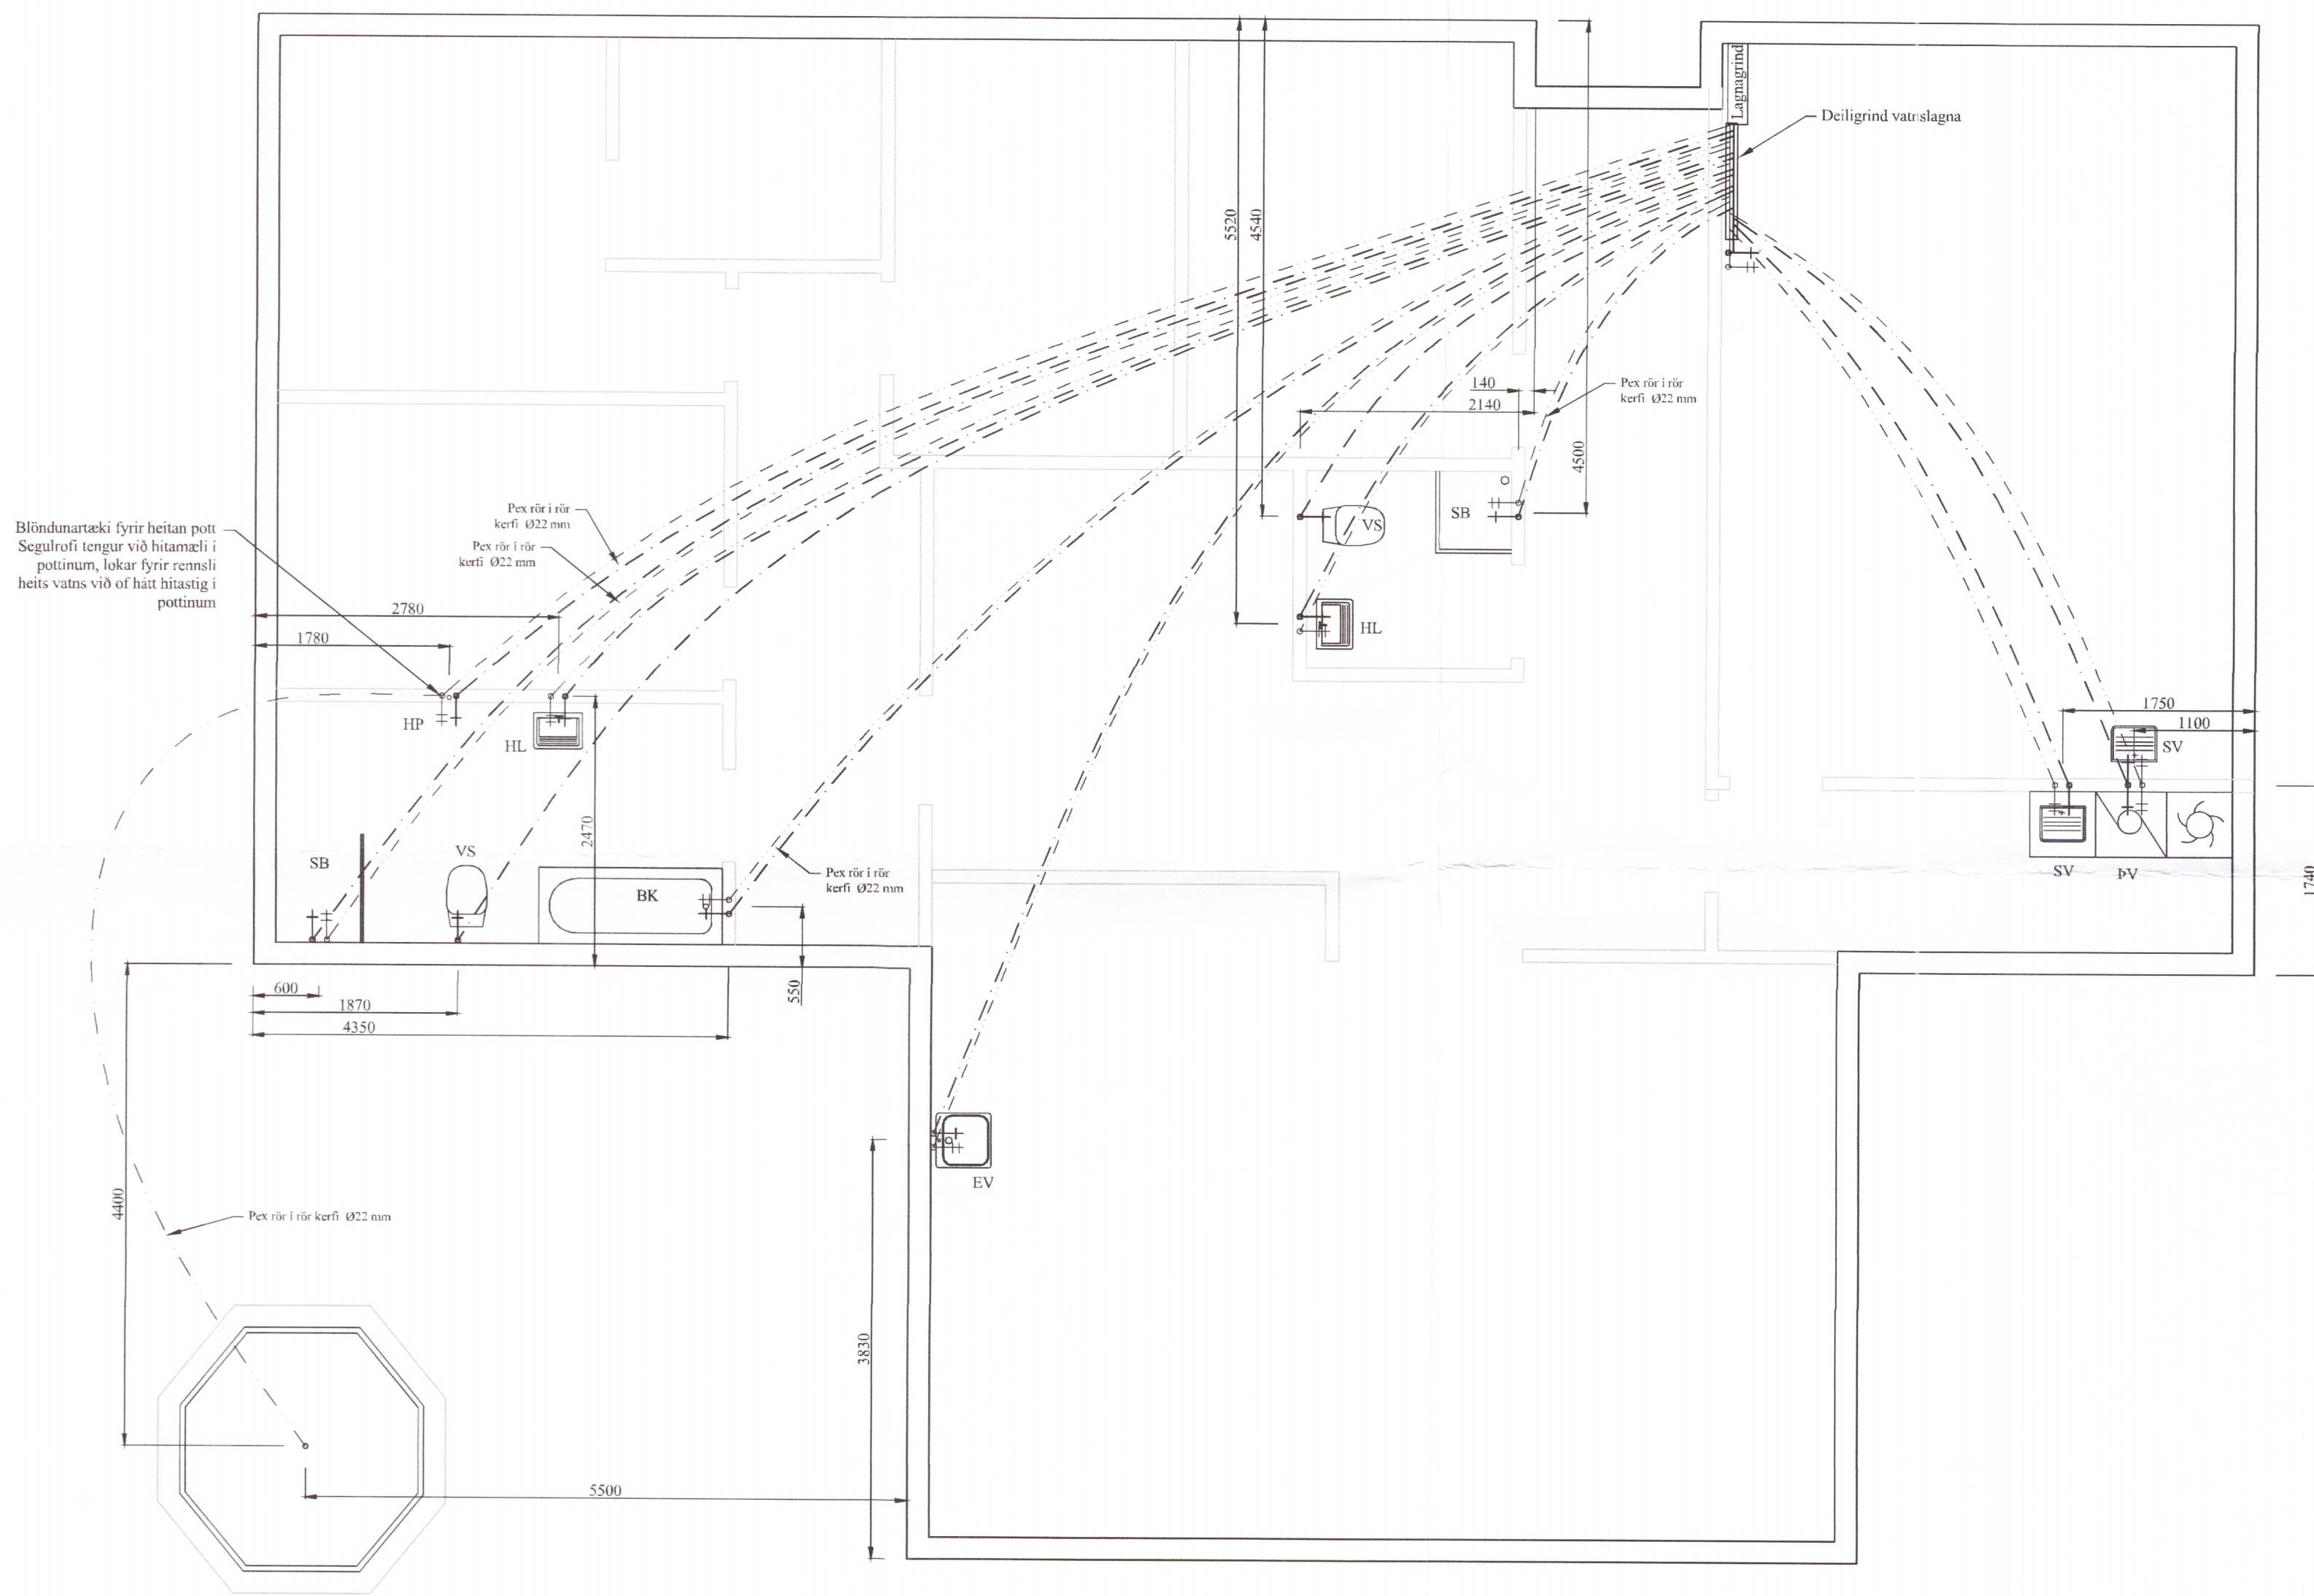 Lagnagrind
Deiligrind vatnslagna
5520
4540
140
2140
4500
Pex rör í rör
kerfi Ø22 mm
Pex rör í rör
kerfi Ø22 mm
Pex rör í rör
kerfi Ø22 mm
Blöndunartæki fyrir heitan pott
Segulrofi tengur við hitamæli í
pottinum, lokar fyrir rennsli
heits vatns við of hátt hitastig í
pottinum
VS
SB
HL
2780
1780
HP
HL
1750
1100
SV
SV
ÞV
1740
2470
SB
VS
BK
Pex rör í rör
kerfi Ø22 mm
600
1870
4350
550
EV
4400
3830
Pex rör í rör kerfi Ø22 mm
5500